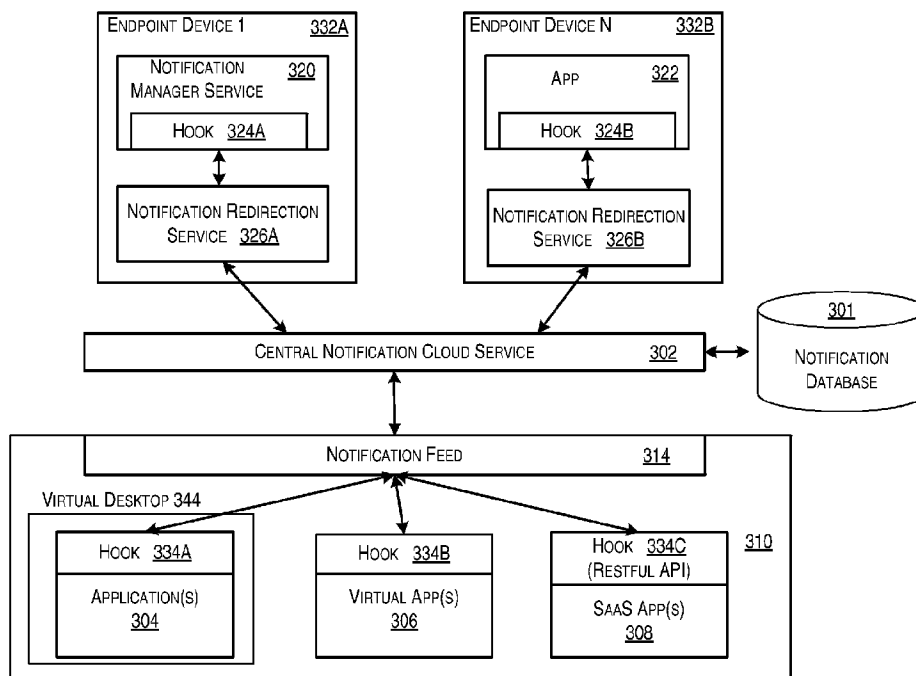 ENDPOINT DEVICE 1 332A
NOTIFICATION 320
MANAGER SERVICE
HOOK 324A
NOTIFICATION REDIRECTION
SERVICE 326A
ENDPOINT DEVICE N 332B
APP 322
HOOK 324B
NOTIFICATION REDIRECTION
SERVICE 326B
CENTRAL NOTIFICATION CLOUD SERVICE 302
301
NOTIFICATION
DATABASE
NOTIFICATION FEED 314
VIRTUAL DESKTOP 344
HOOK 334A
APPLICATION(S)
304
HOOK 334B
VIRTUAL APP(S)
306
HOOK 334C
(RESTFUL API)
SAAS APP(S)
308
310